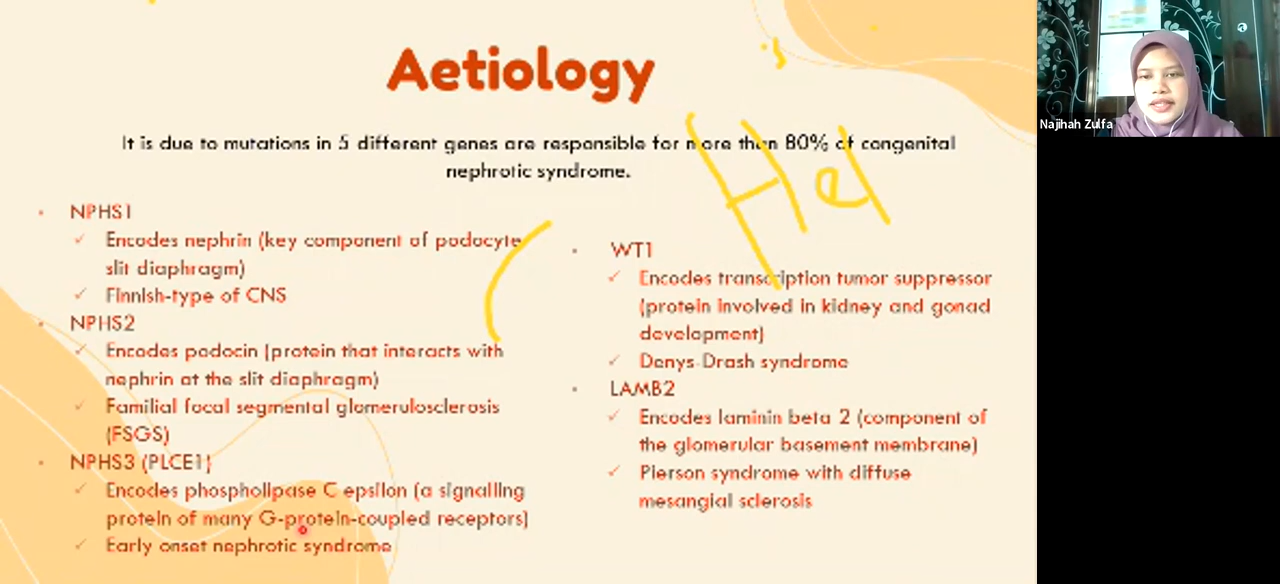 Aetiology
It is due to mutations in 5 different genes are responsible for more than 80% of congenital
nephrotic syndrome.
NPHS1
✓ Encodes nephrin (key component of podocyte
slit diaphragm)
✓ Finnish-type of CNS
NPHS2
✓ Encodes podocin (protein that interacts with
nephrin at the slit diaphragm)
✓ Familial focal segmental glomerulosclerosis
(FSGS)
NPHS3 (PLCE1)
✓ Encodes phospholipase C epsilon (a signalling
protein of many G-protein-coupled receptors)
✓ Early onset nephrotic syndrome
WT1
✓ Encodes transcription tumor suppressor
(protein involved in kidney and gonad
development)
✓ Denys-Drash syndrome
LAMB2
✓ Encodes laminin beta 2 (component of
the glomerular basement membrane)
✓ Pierson syndrome with diffuse
mesangial sclerosis
Hel
Najihah Zulfa